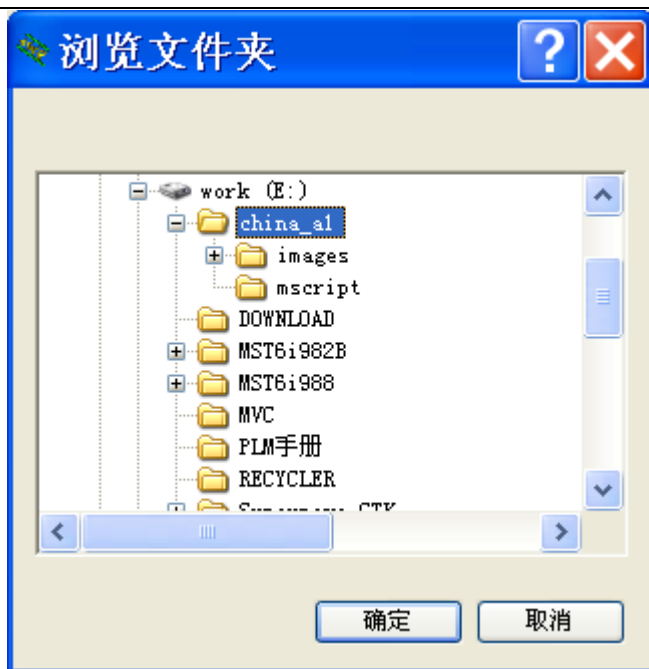 浏览文件夹
work (E:)
china_a1
images
mscript
DOWNLOAD
MST6i982B
MST6i988
MVC
PLM手册
RECYCLER
确定
取消